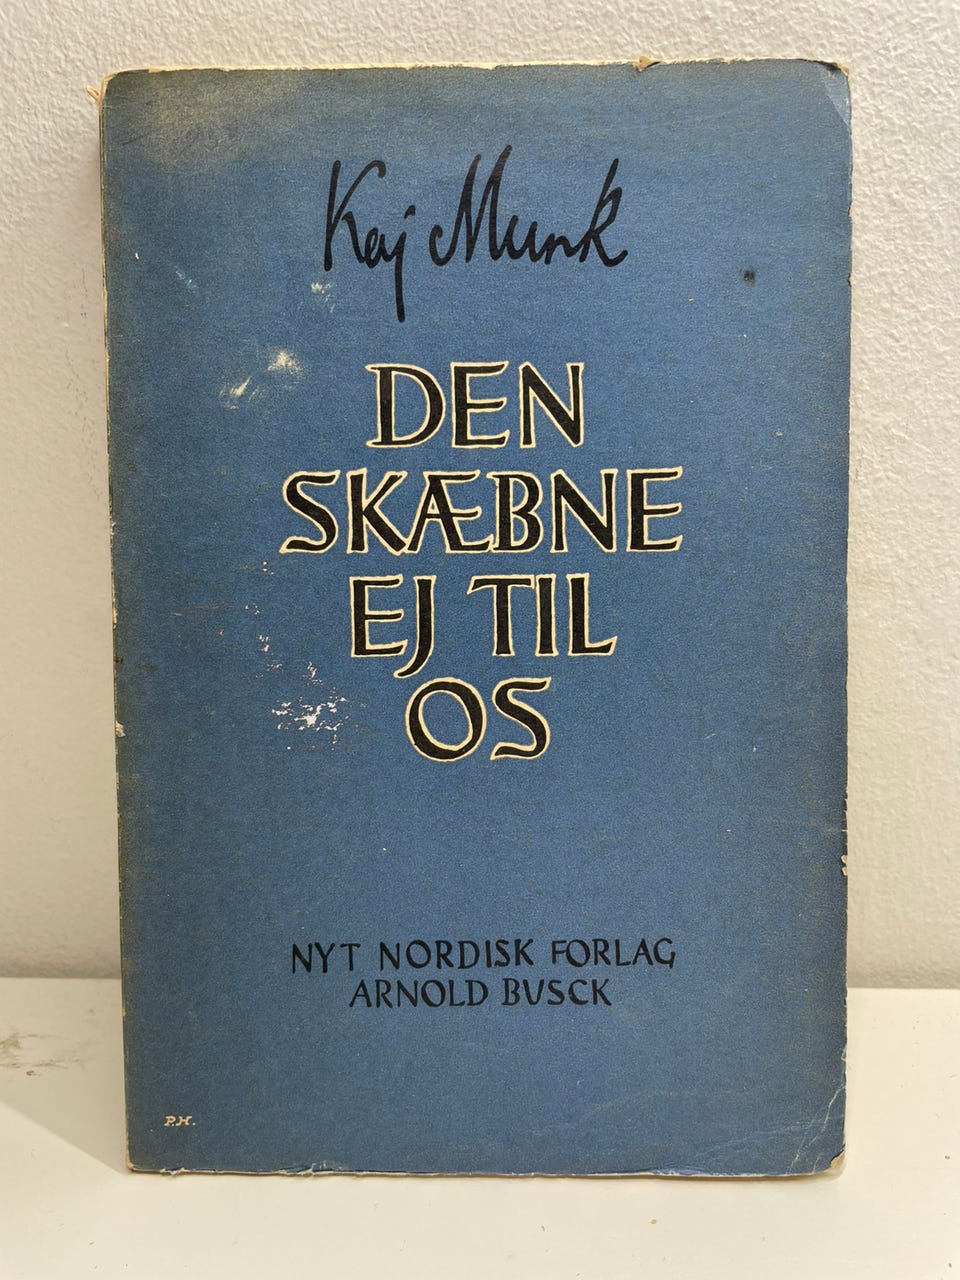 Kaj Munk
DEN
SKÆBNE
EJ TIL
OS
NYT NORDISK FORLAG
ARNOLD BUSCK
P.H.